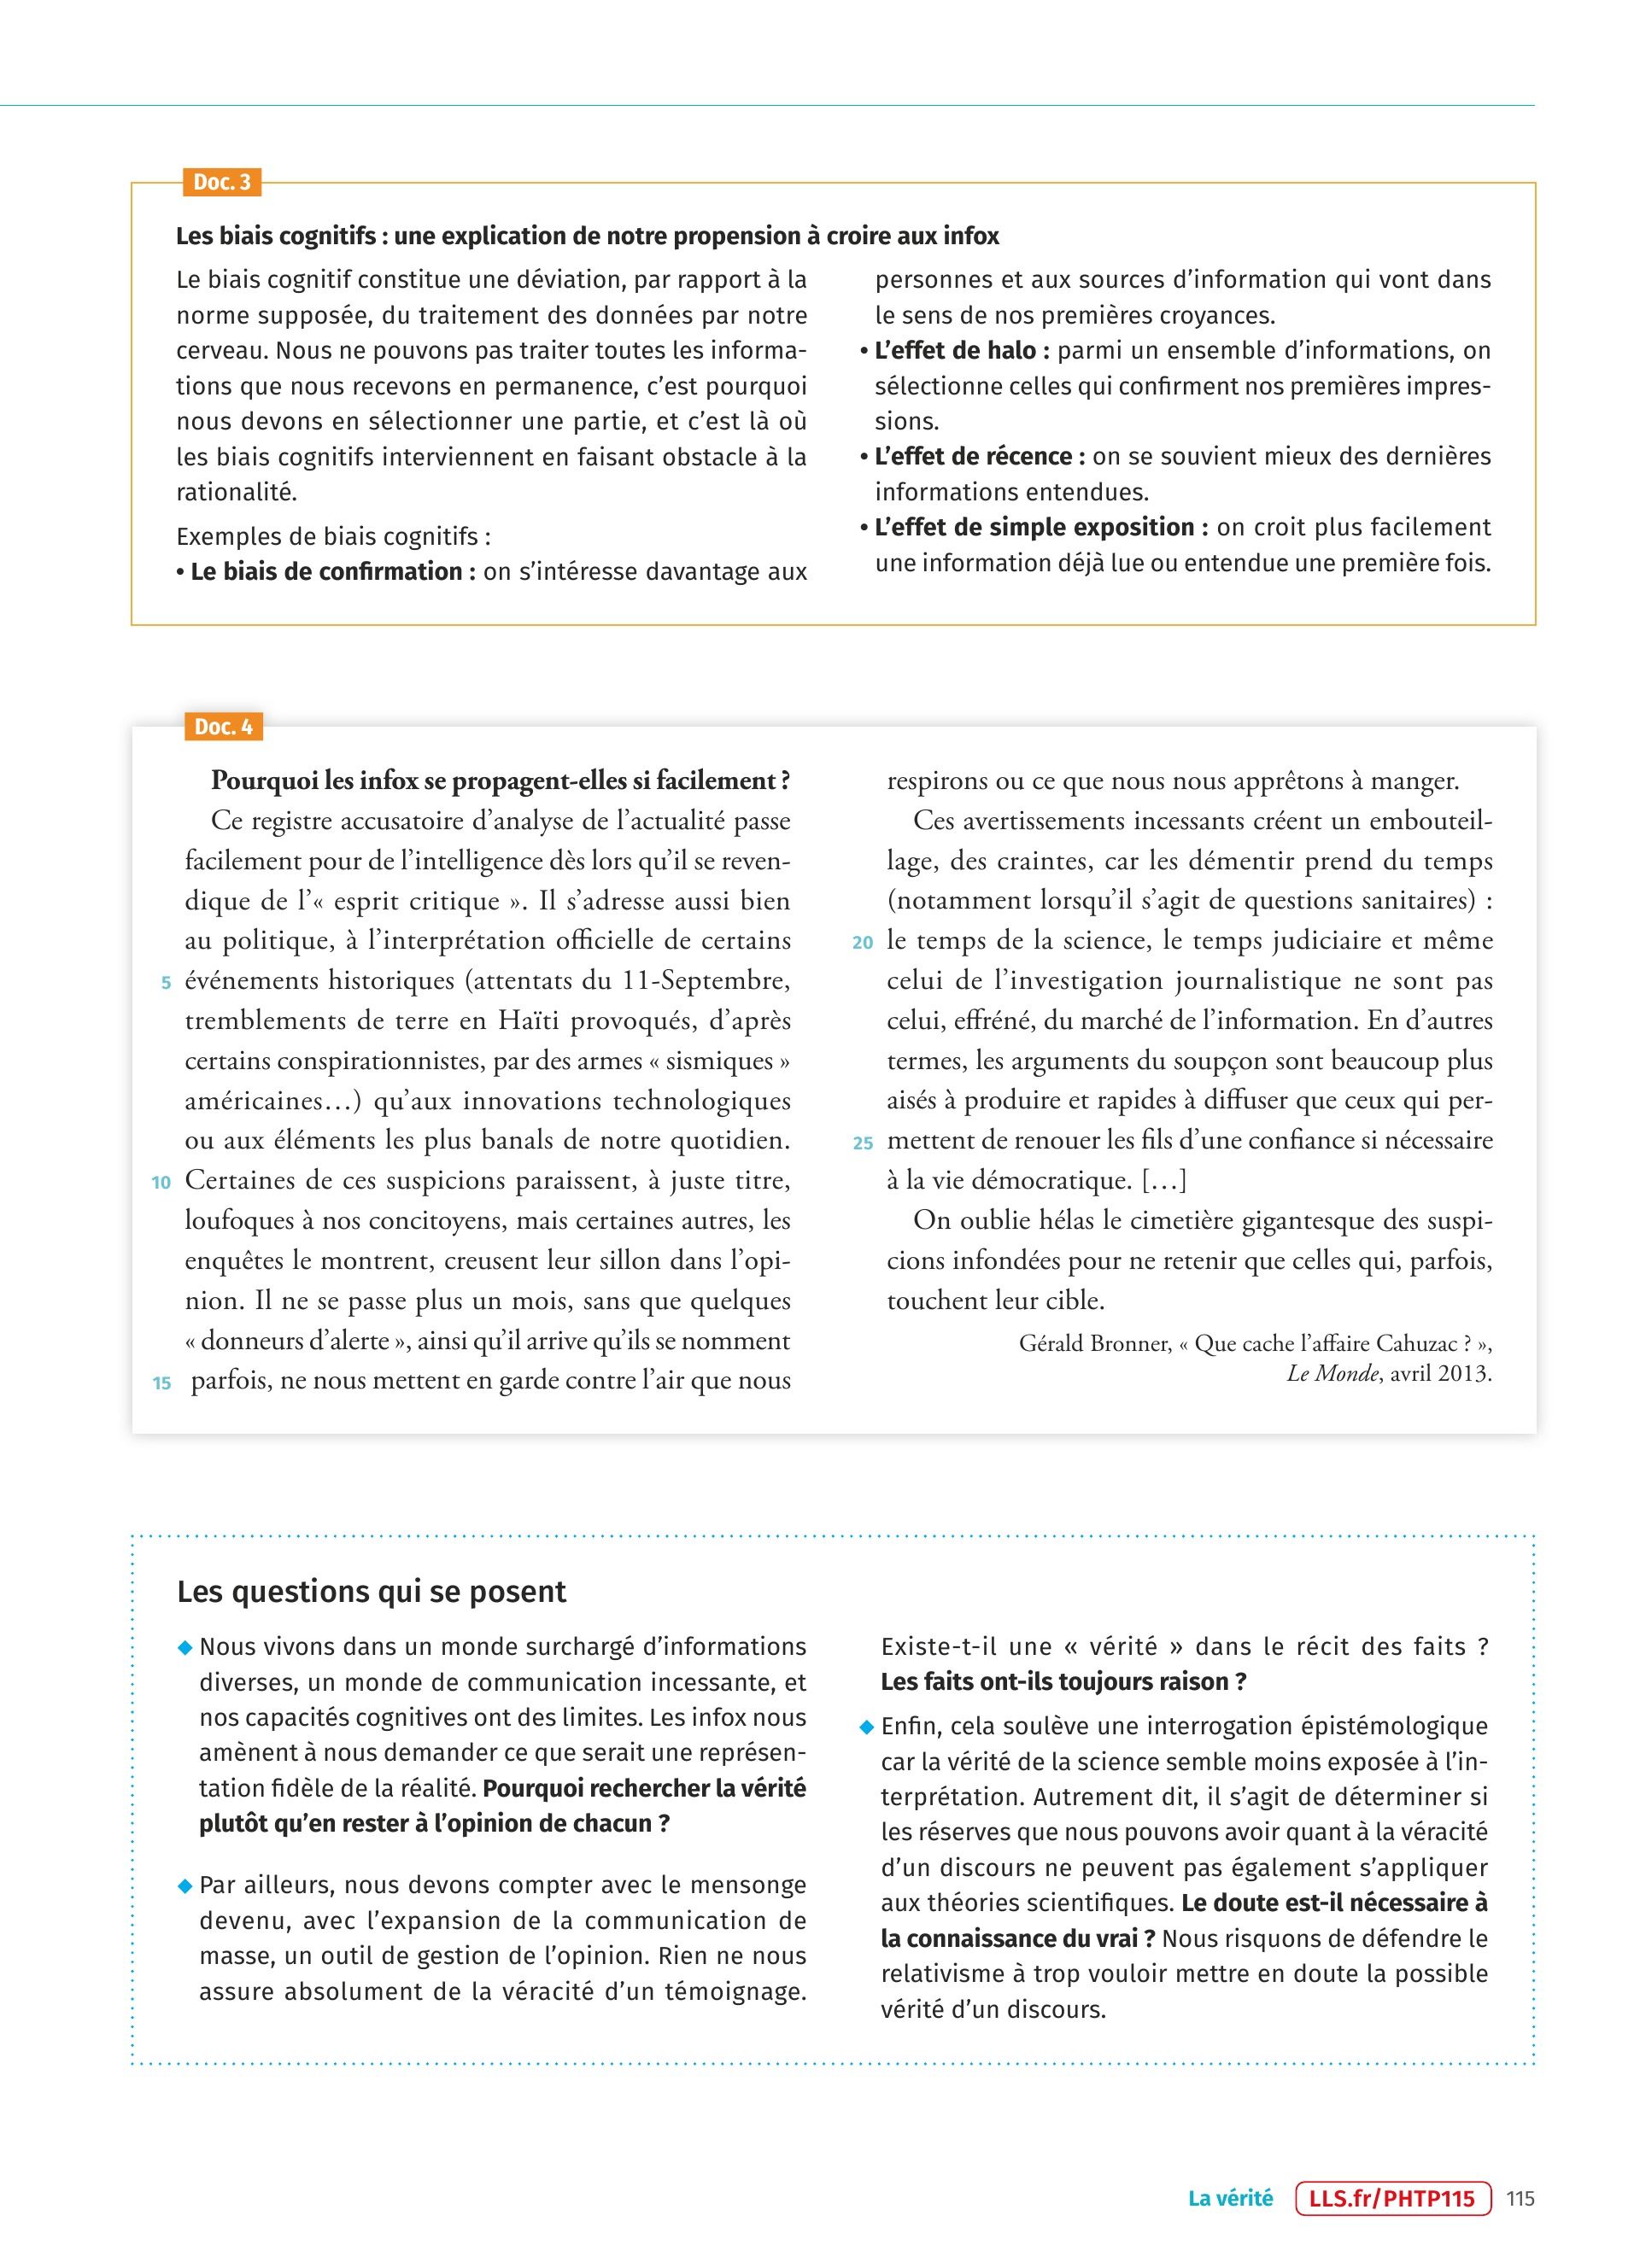 Doc. 3
Les biais cognitifs : une explication de notre propension à croire aux infox
Le biais cognitif constitue une déviation, par rapport à la
norme supposée, du traitement des données par notre
cerveau. Nous ne pouvons pas traiter toutes les informa-
tions que nous recevons en permanence, c’est pourquoi
nous devons en sélectionner une partie, et c’est là où
les biais cognitifs interviennent en faisant obstacle à la
rationalité.
Exemples de biais cognitifs :
• Le biais de confirmation : on s’intéresse davantage aux
personnes et aux sources d’information qui vont dans
le sens de nos premières croyances.
• L’effet de halo : parmi un ensemble d’informations, on
sélectionne celles qui confirment nos premières impres-
sions.
• L’effet de récence : on se souvient mieux des dernières
informations entendues.
• L’effet de simple exposition : on croit plus facilement
une information déjà lue ou entendue une première fois.
Doc. 4
Pourquoi les infox se propagent-elles si facilement ?
Ce registre accusatoire d’analyse de l’actualité passe
facilement pour de l’intelligence dès lors qu’il se reven-
dique de l’« esprit critique ». Il s’adresse aussi bien
au politique, à l’interprétation officielle de certains
5 événements historiques (attentats du 11-Septembre,
tremblements de terre en Haïti provoqués, d’après
certains conspirationnistes, par des armes « sismiques »
américaines…) qu’aux innovations technologiques
ou aux éléments les plus banals de notre quotidien.
10 Certaines de ces suspicions paraissent, à juste titre,
loufoques à nos concitoyens, mais certaines autres, les
enquêtes le montrent, creusent leur sillon dans l’opi-
nion. Il ne se passe plus un mois, sans que quelques
« donneurs d’alerte », ainsi qu’il arrive qu’ils se nomment
15 parfois, ne nous mettent en garde contre l’air que nous
respirons ou ce que nous nous apprêtons à manger.
Ces avertissements incessants créent un embouteil-
lage, des craintes, car les démentir prend du temps
(notamment lorsqu’il s’agit de questions sanitaires) :
20 le temps de la science, le temps judiciaire et même
celui de l’investigation journalistique ne sont pas
celui, effréné, du marché de l’information. En d’autres
termes, les arguments du soupçon sont beaucoup plus
aisés à produire et rapides à diffuser que ceux qui per-
25 mettent de renouer les fils d’une confiance si nécessaire
à la vie démocratique. […]
On oublie hélas le cimetière gigantesque des suspi-
cions infondées pour ne retenir que celles qui, parfois,
touchent leur cible.
Gérald Bronner, « Que cache l’affaire Cahuzac ? »,
Le Monde, avril 2013.
Les questions qui se posent
◆ Nous vivons dans un monde surchargé d’informations
diverses, un monde de communication incessante, et
nos capacités cognitives ont des limites. Les infox nous
amènent à nous demander ce que serait une représen-
tation fidèle de la réalité. Pourquoi rechercher la vérité
plutôt qu’en rester à l’opinion de chacun ?
◆ Par ailleurs, nous devons compter avec le mensonge
devenu, avec l’expansion de la communication de
masse, un outil de gestion de l’opinion. Rien ne nous
assure absolument de la véracité d’un témoignage.
Existe-t-il une « vérité » dans le récit des faits ?
Les faits ont-ils toujours raison ?
◆ Enfin, cela soulève une interrogation épistémologique
car la vérité de la science semble moins exposée à l’in-
terprétation. Autrement dit, il s’agit de déterminer si
les réserves que nous pouvons avoir quant à la véracité
d’un discours ne peuvent pas également s’appliquer
aux théories scientifiques. Le doute est-il nécessaire à
la connaissance du vrai ? Nous risquons de défendre le
relativisme à trop vouloir mettre en doute la possible
vérité d’un discours.
La vérité LLS.fr/PHTP115 115